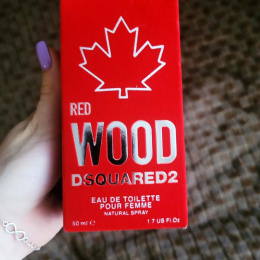 RED
WOOD
DSQUARED2
EAU DE TOILETTE
POUR FEMME
NATURAL SPRAY
50 ml ℮ 1.7 US Fl.Oz